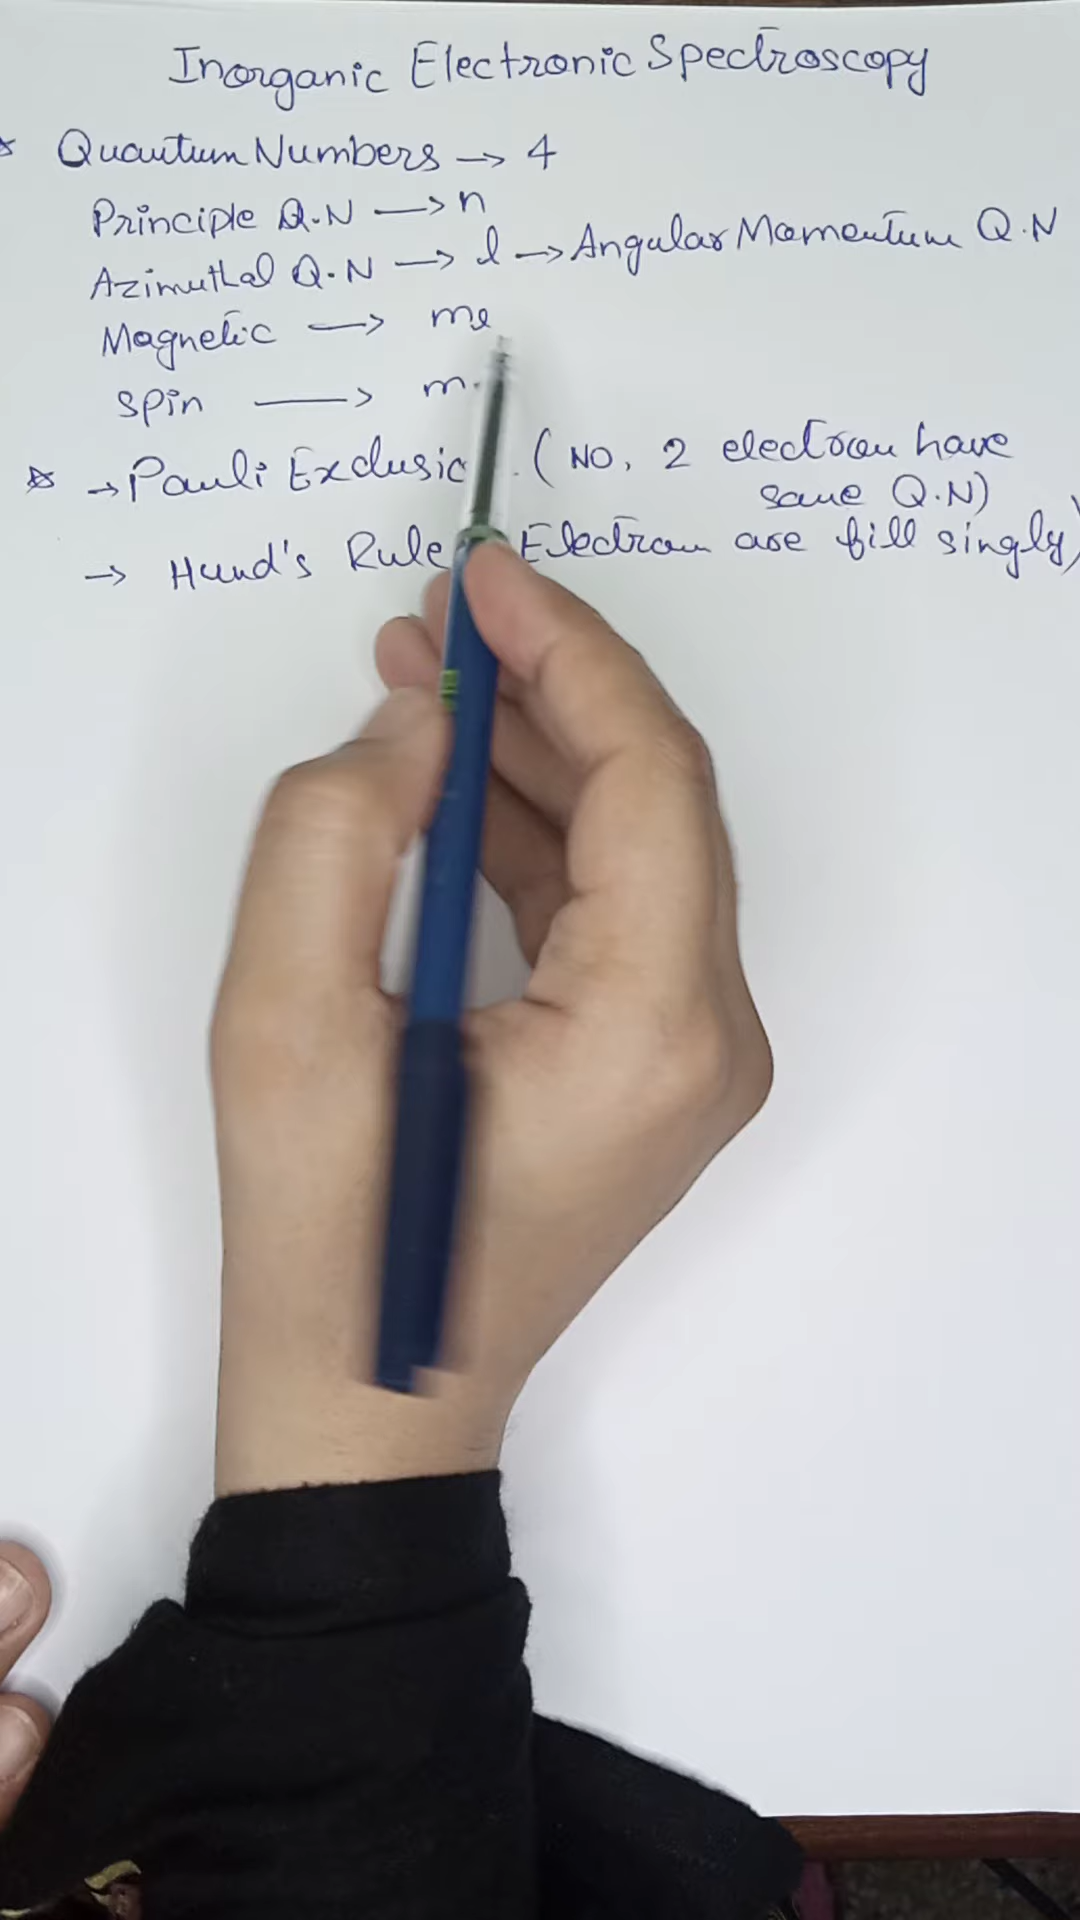 Inorganic Electronic Spectroscopy
Quantum Numbers → 4
Principle Q.N → n
Azimuthal Q.N → l → Angular Momentum Q.N
Magnetic → ml
Spin → m
→ Pauli (No, 2 electron have
same Q.N)
→ Hund's Rule Electron are fill singly)